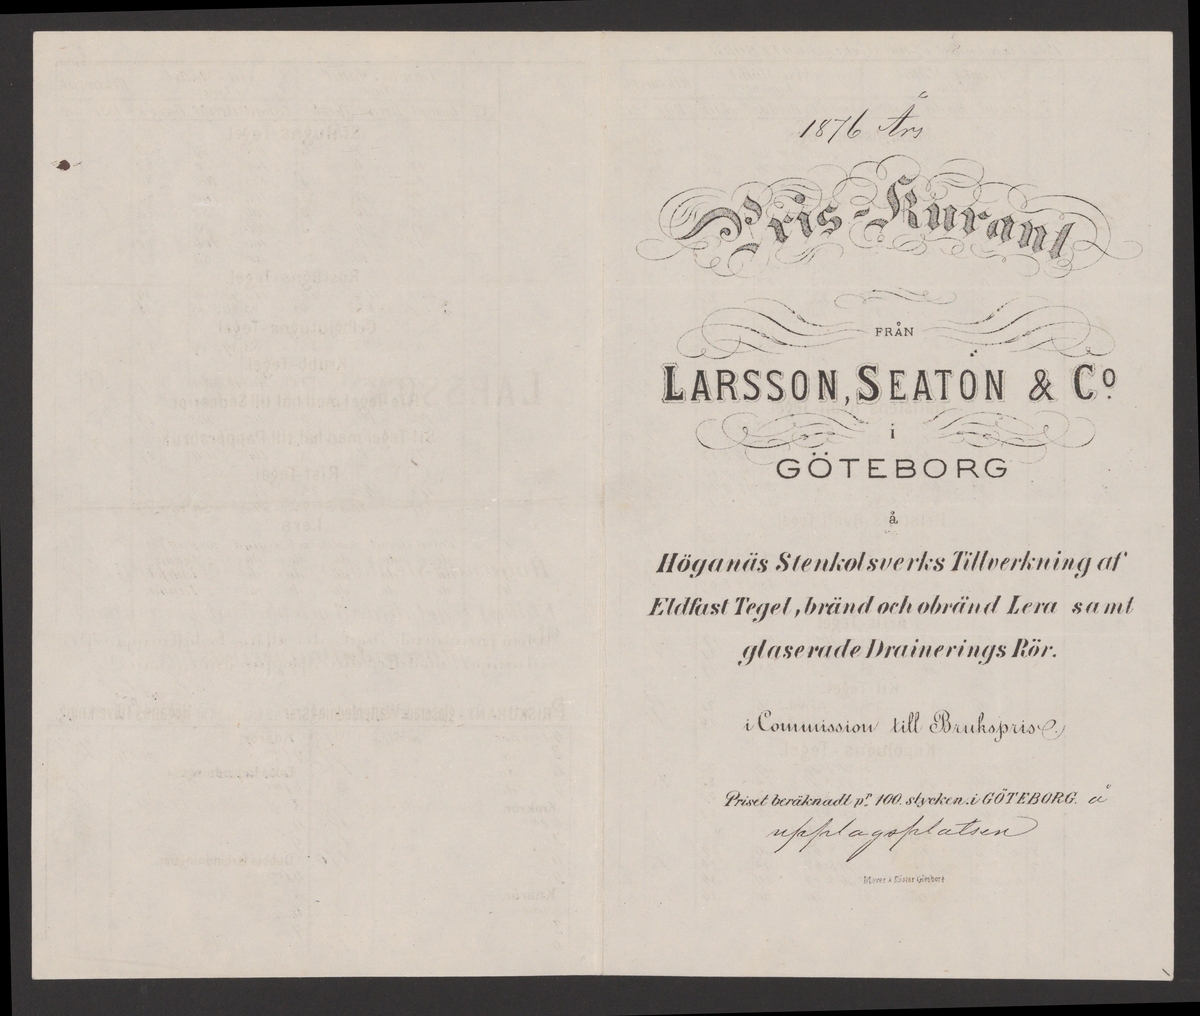 1876 Års
Pris-Kurant
FRÅN
LARSSON, SEATON & Cº
i
GÖTEBORG
å
Höganäs Stenkolsverks Tillverkning af
Eldfast Tegel, bränd och obränd Lera samt
glaserade Drainerings Rör.
i Commission till Brukspris.
Priset beräknadt pr 100. stycken. i GÖTEBORG. å
upplagsplatsen